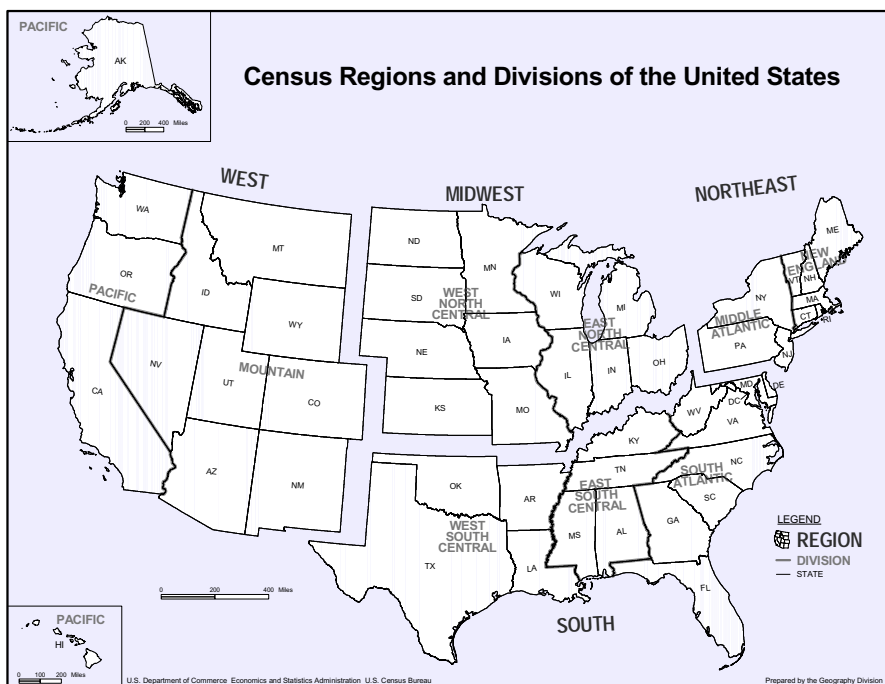 PACIFIC
AK
0 200 400 Miles
Census Regions and Divisions of the United States
WEST
MIDWEST
NORTHEAST
WA
MT
ND
MN
ME
OR
ID
SD
WI
MI
NY
VT
NH
NEW
ENGLAND
PACIFIC
WEST
NORTH
CENTRAL
MA
CT
RI
WY
EAST
NORTH
CENTRAL
MIDDLE
ATLANTIC
NE
IA
PA
NJ
NV
UT
MOUNTAIN
CO
IL
IN
OH
CA
KS
MO
WV
MD
DE
DC
VA
KY
AZ
NM
OK
AR
TN
NC
SOUTH
ATLANTIC
EAST
SOUTH
CENTRAL
SC
WEST
SOUTH
CENTRAL
TX
MS
AL
GA
LA
FL
LEGEND
REGION
DIVISION
STATE
0 200 400
Miles
SOUTH
PACIFIC
HI
0 100 200 Miles
U.S. Department of Commerce Economics and Statistics Administration U.S. Census Bureau
Prepared by the Geography Division